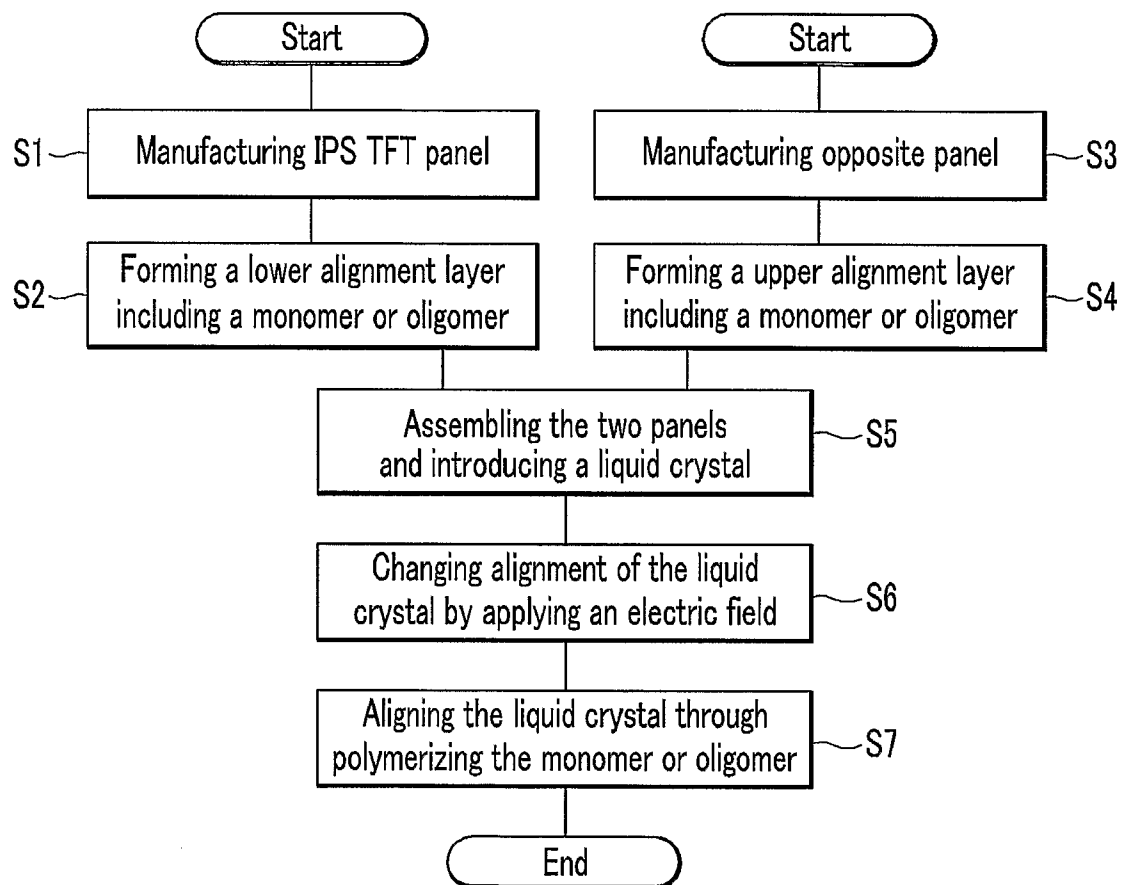 Start
Start
S1
Manufacturing IPS TFT panel
Manufacturing opposite panel
S3
S2
Forming a lower alignment layer
including a monomer or oligomer
Forming a upper alignment layer
including a monomer or oligomer
S4
Assembling the two panels
and introducing a liquid crystal
S5
Changing alignment of the liquid
crystal by applying an electric field
S6
Aligning the liquid crystal through
polymerizing the monomer or oligomer
S7
End